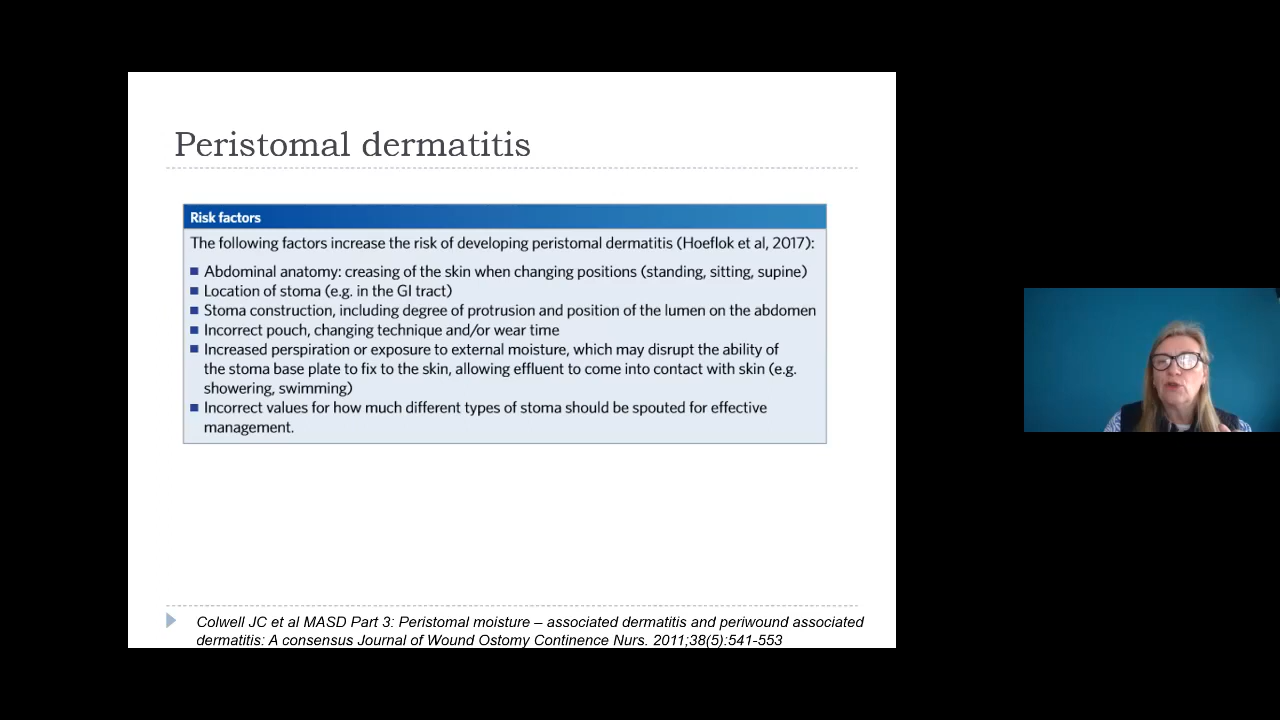 Peristomal dermatitis
Risk factors
The following factors increase the risk of developing peristomal dermatitis (Hoeflok et al, 2017):
■ Abdominal anatomy: creasing of the skin when changing positions (standing, sitting, supine)
■ Location of stoma (e.g. in the GI tract)
■ Stoma construction, including degree of protrusion and position of the lumen on the abdomen
■ Incorrect pouch, changing technique and/or wear time
■ Increased perspiration or exposure to external moisture, which may disrupt the ability of
the stoma base plate to fix to the skin, allowing effluent to come into contact with skin (e.g.
showering, swimming)
■ Incorrect values for how much different types of stoma should be spouted for effective
management.
Colwell JC et al MASD Part 3: Peristomal moisture – associated dermatitis and periwound associated
dermatitis: A consensus Journal of Wound Ostomy Continence Nurs. 2011;38(5):541-553